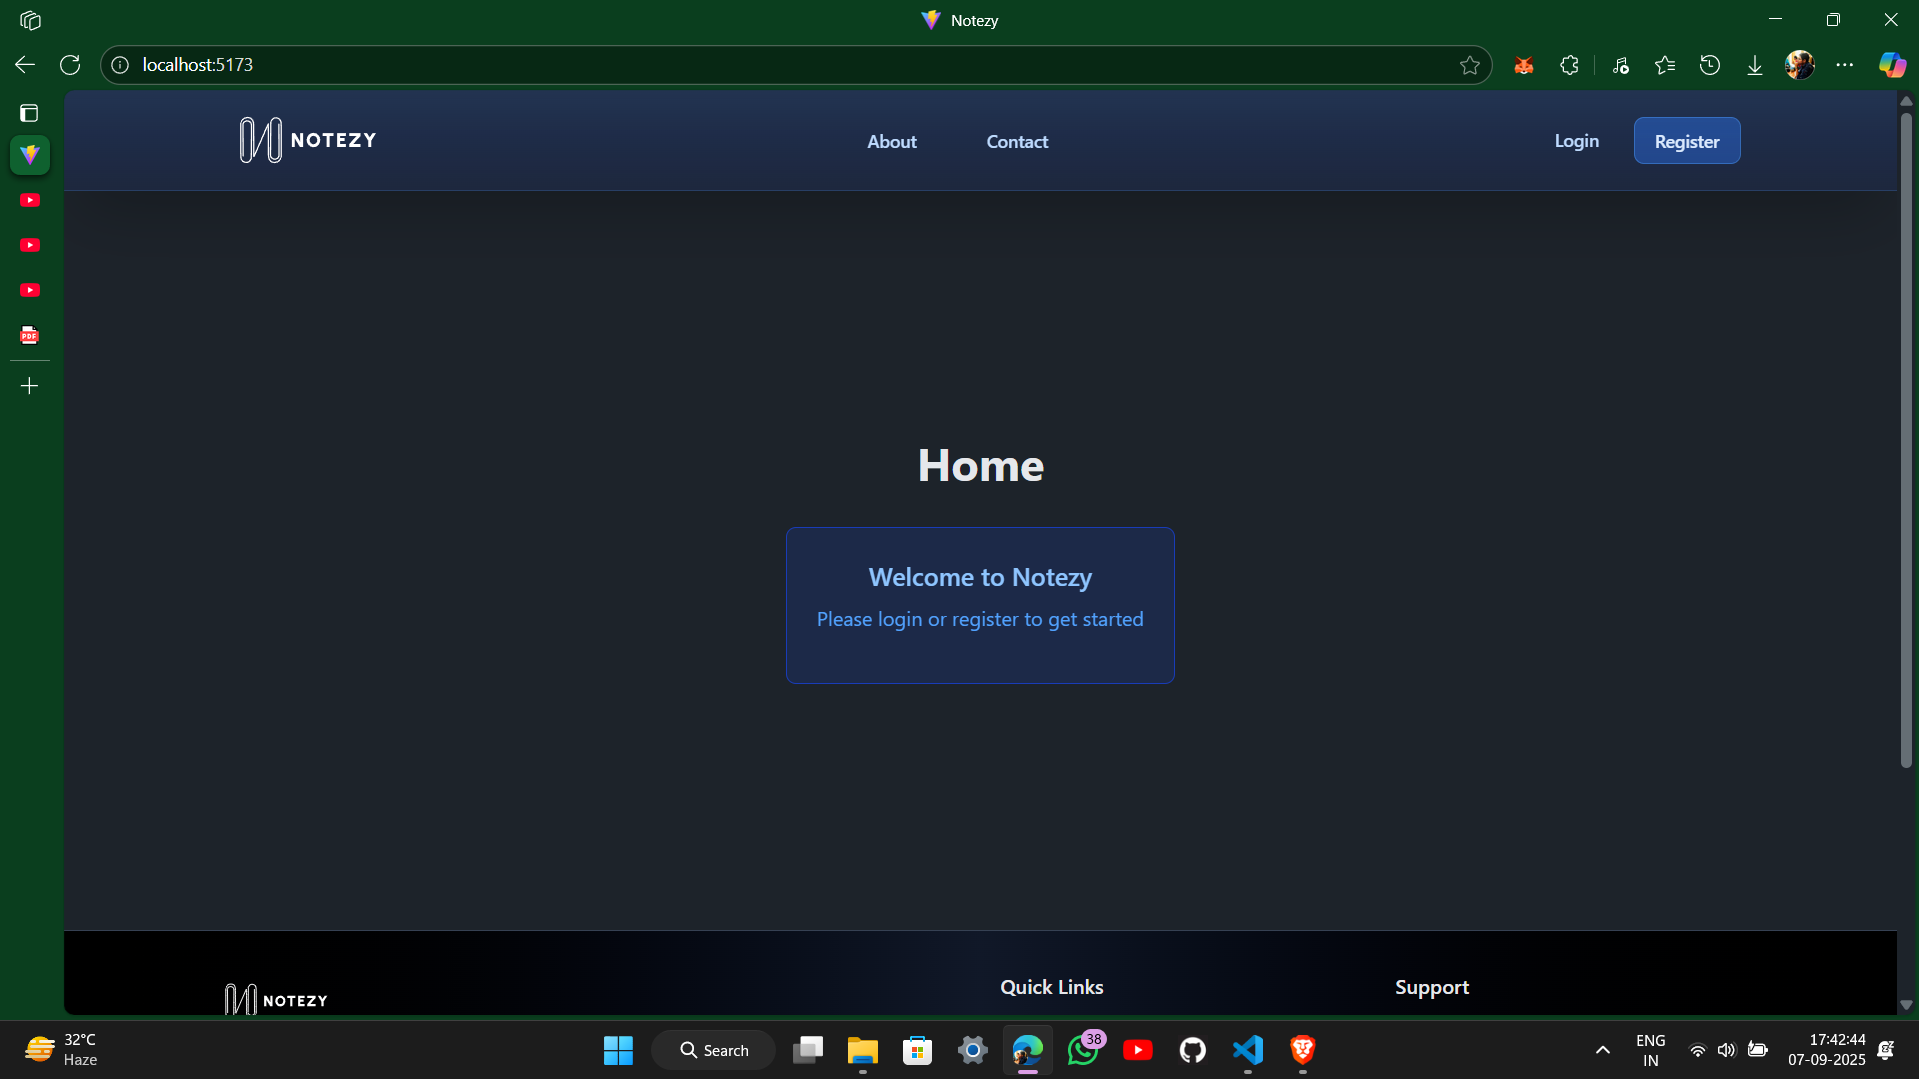 Notezy
localhost:5173
NOTEZY
About
Contact
Login
Register
PDF
Home
Welcome to Notezy
Please login or register to get started
NOTEZY
Quick Links
Support
32°C
Haze
Search
38
ENG
IN
17:42:44
07-09-2025